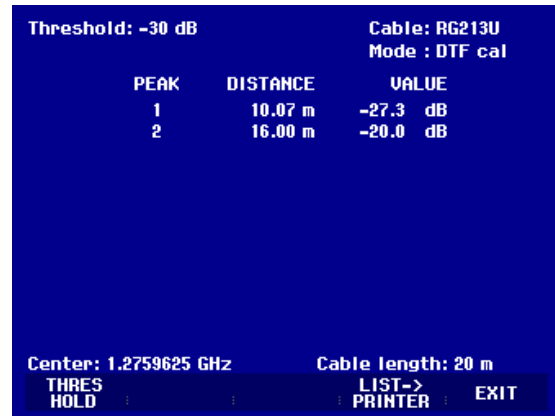 Threshold: -30 dB Cable: RG213U
Mode : DTF cal
PEAK DISTANCE VALUE
1 10.07 m -27.3 dB
2 16.00 m -20.0 dB
Center: 1.2759625 GHz Cable length: 20 m
THRES HOLD LIST-> PRINTER EXIT